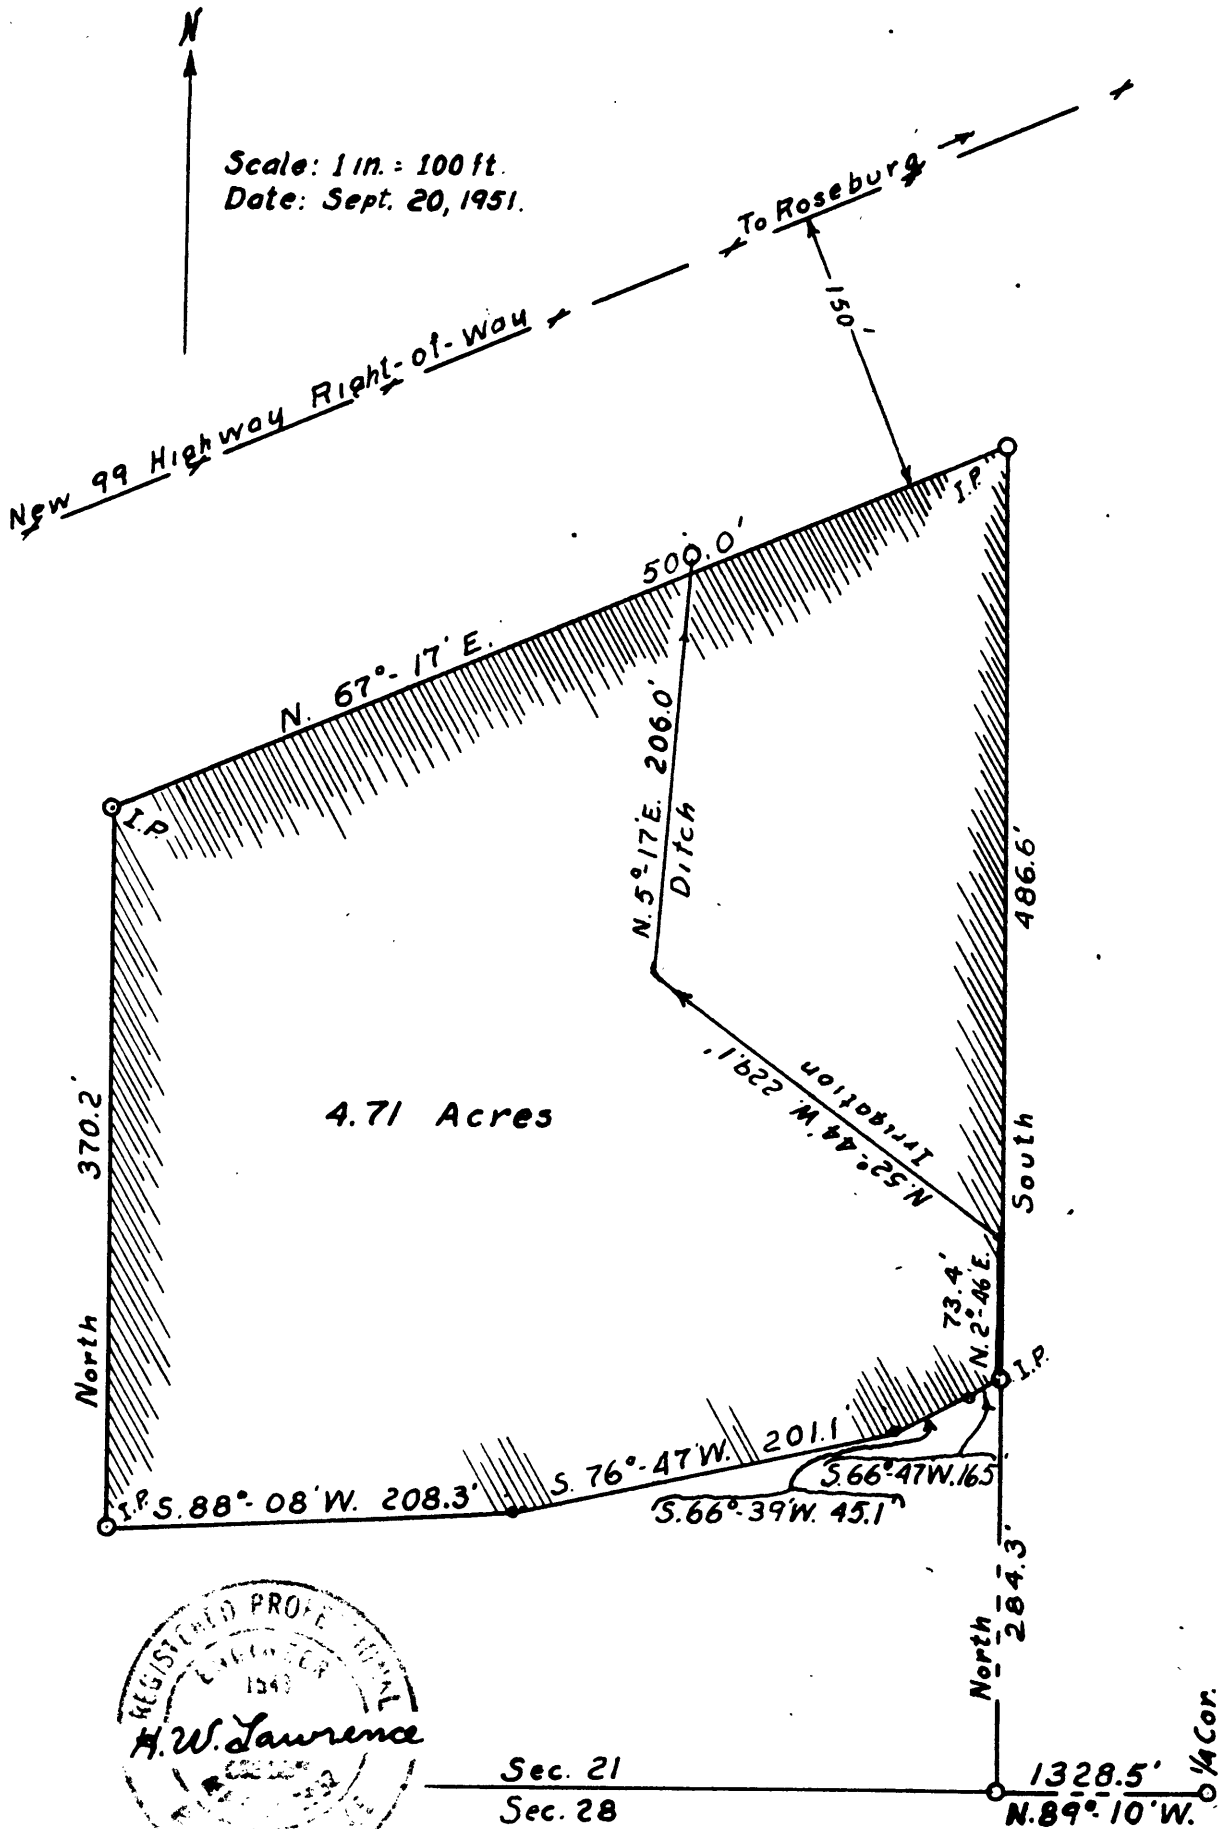 N
Scale: 1 in. = 100 ft.
Date: Sept. 20, 1951.
To Roseburg
New 99 Highway Right-of-Way
150'
I.P.
500.0'
N. 67°-17' E.
I.P.
N. 5°-17' E. 206.0'
Ditch
486.6'
South
370.2'
North
4.71 Acres
N. 52°-44' W. 229.1'
Irrigation
73.4'
N. 2°-46' E.
I.P.
I.P.
S. 88°-08' W. 208.3'
S. 76°-47' W. 201.1'
S. 66°-47' W. 16.5'
S. 66°-39' W. 45.1'
North 284.3'
REGISTERED PROFESSIONAL
ENGINEER
H.W. Lawrence
Sec. 21
Sec. 28
1328.5'
N. 89°-10' W.
1/4 Cor.